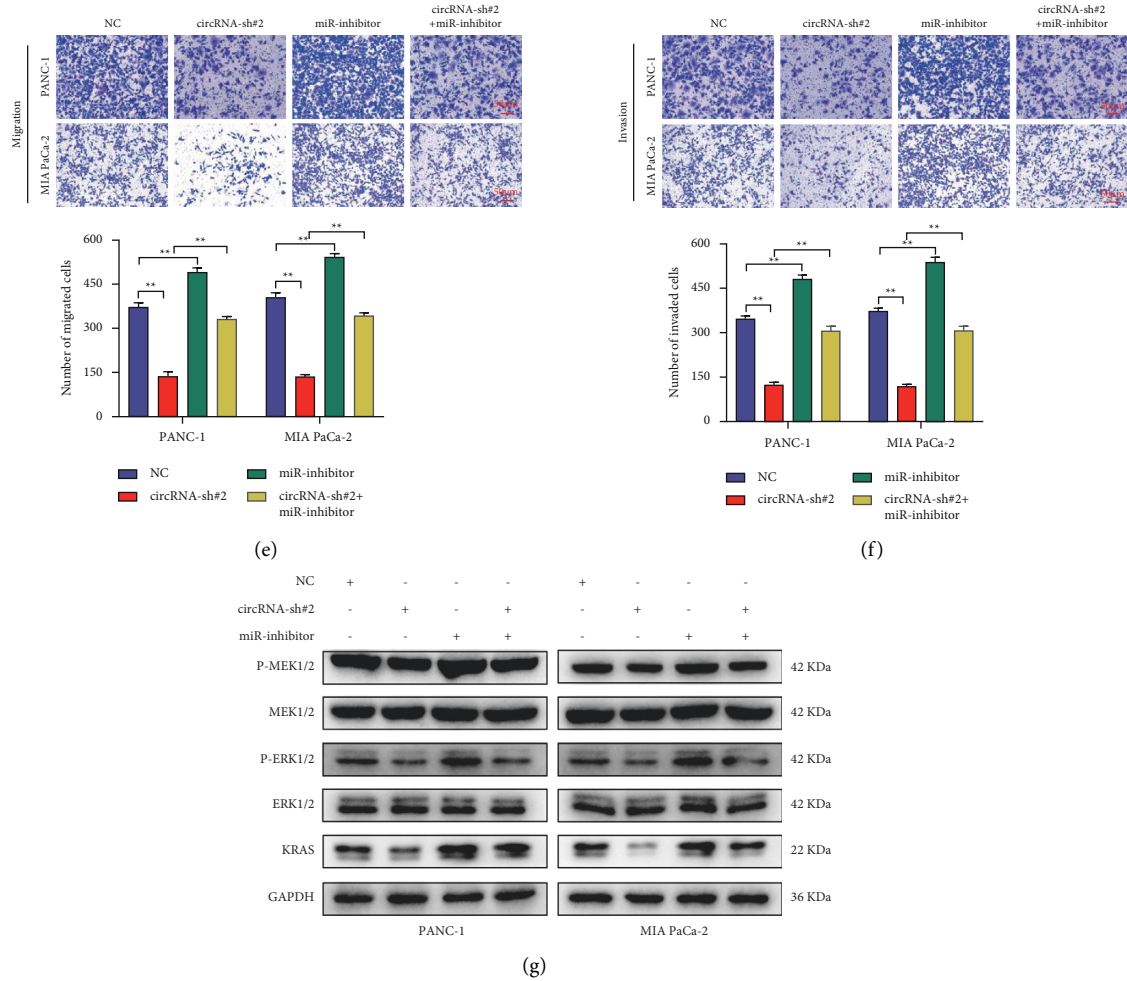 NC circRNA-sh#2 miR-inhibitor circRNA-sh#2
+miR-inhibitor
Migration
PANC-1
MIA PaCa-2
50μm
50μm
Number of migrated cells
600
450
300
150
0
** ** ** ** ** **
PANC-1 MIA PaCa-2
NC miR-inhibitor
circRNA-sh#2 circRNA-sh#2+
miR-inhibitor
(e)
NC circRNA-sh#2 miR-inhibitor circRNA-sh#2
+miR-inhibitor
Invasion
PANC-1
MIA PaCa-2
Number of invaded cells
600
450
300
150
0
** ** ** ** ** **
PANC-1 MIA PaCa-2
NC miR-inhibitor
circRNA-sh#2 circRNA-sh#2+
miR-inhibitor
(f)
NC + - - - + - - -
circRNA-sh#2 - + - + - + - +
miR-inhibitor - - + + - - + +
P-MEK1/2 42 KDa
MEK1/2 42 KDa
P-ERK1/2 42 KDa
ERK1/2 42 KDa
KRAS 22 KDa
GAPDH 36 KDa
PANC-1 MIA PaCa-2
(g)